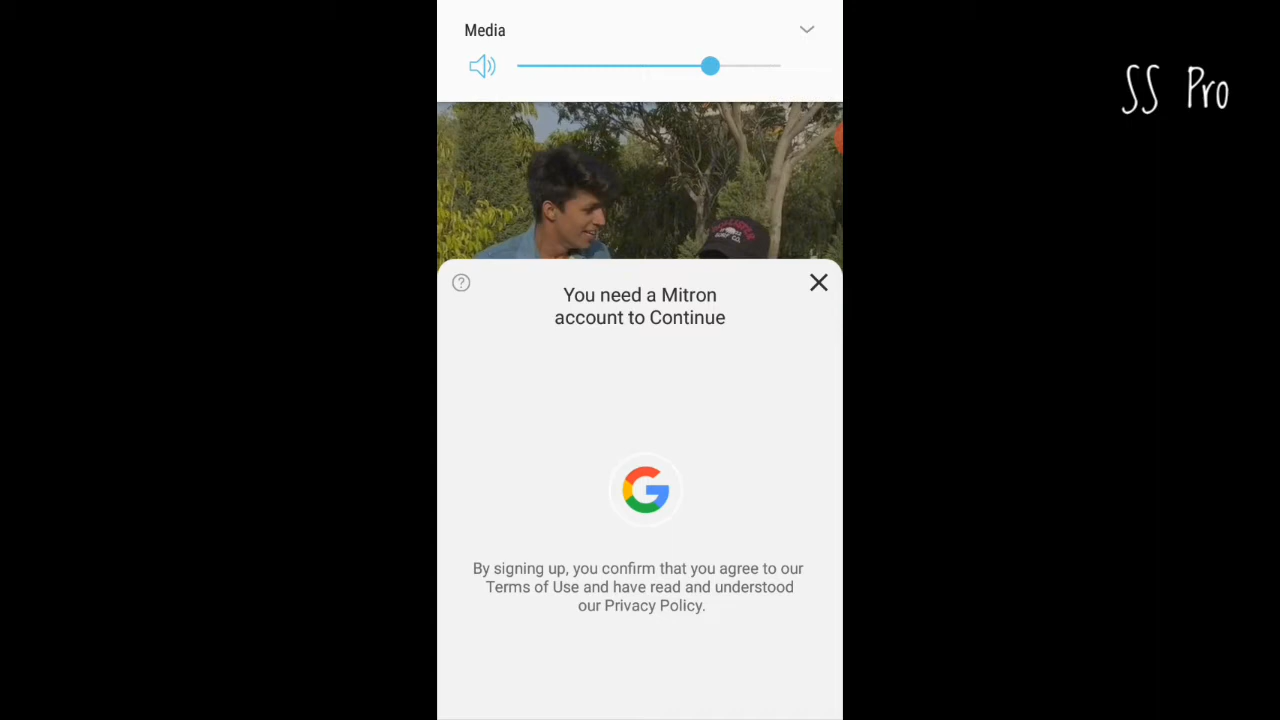 Media
SS Pro
You need a Mitron
account to Continue
By signing up, you confirm that you agree to our
Terms of Use and have read and understood
our Privacy Policy.